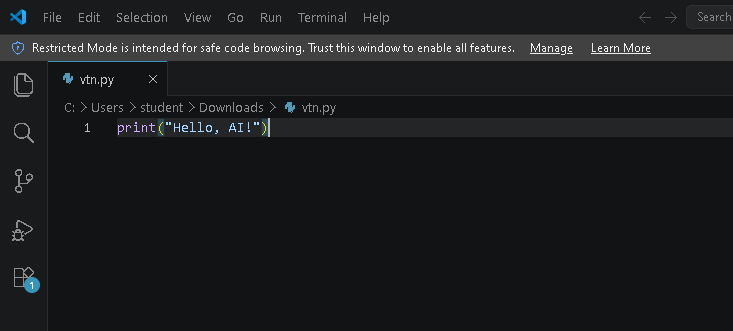 File Edit Selection View Go Run Terminal Help Search
Restricted Mode is intended for safe code browsing. Trust this window to enable all features. Manage Learn More
vtn.py
C: > Users > student > Downloads > vtn.py
1 print("Hello, AI!")
1